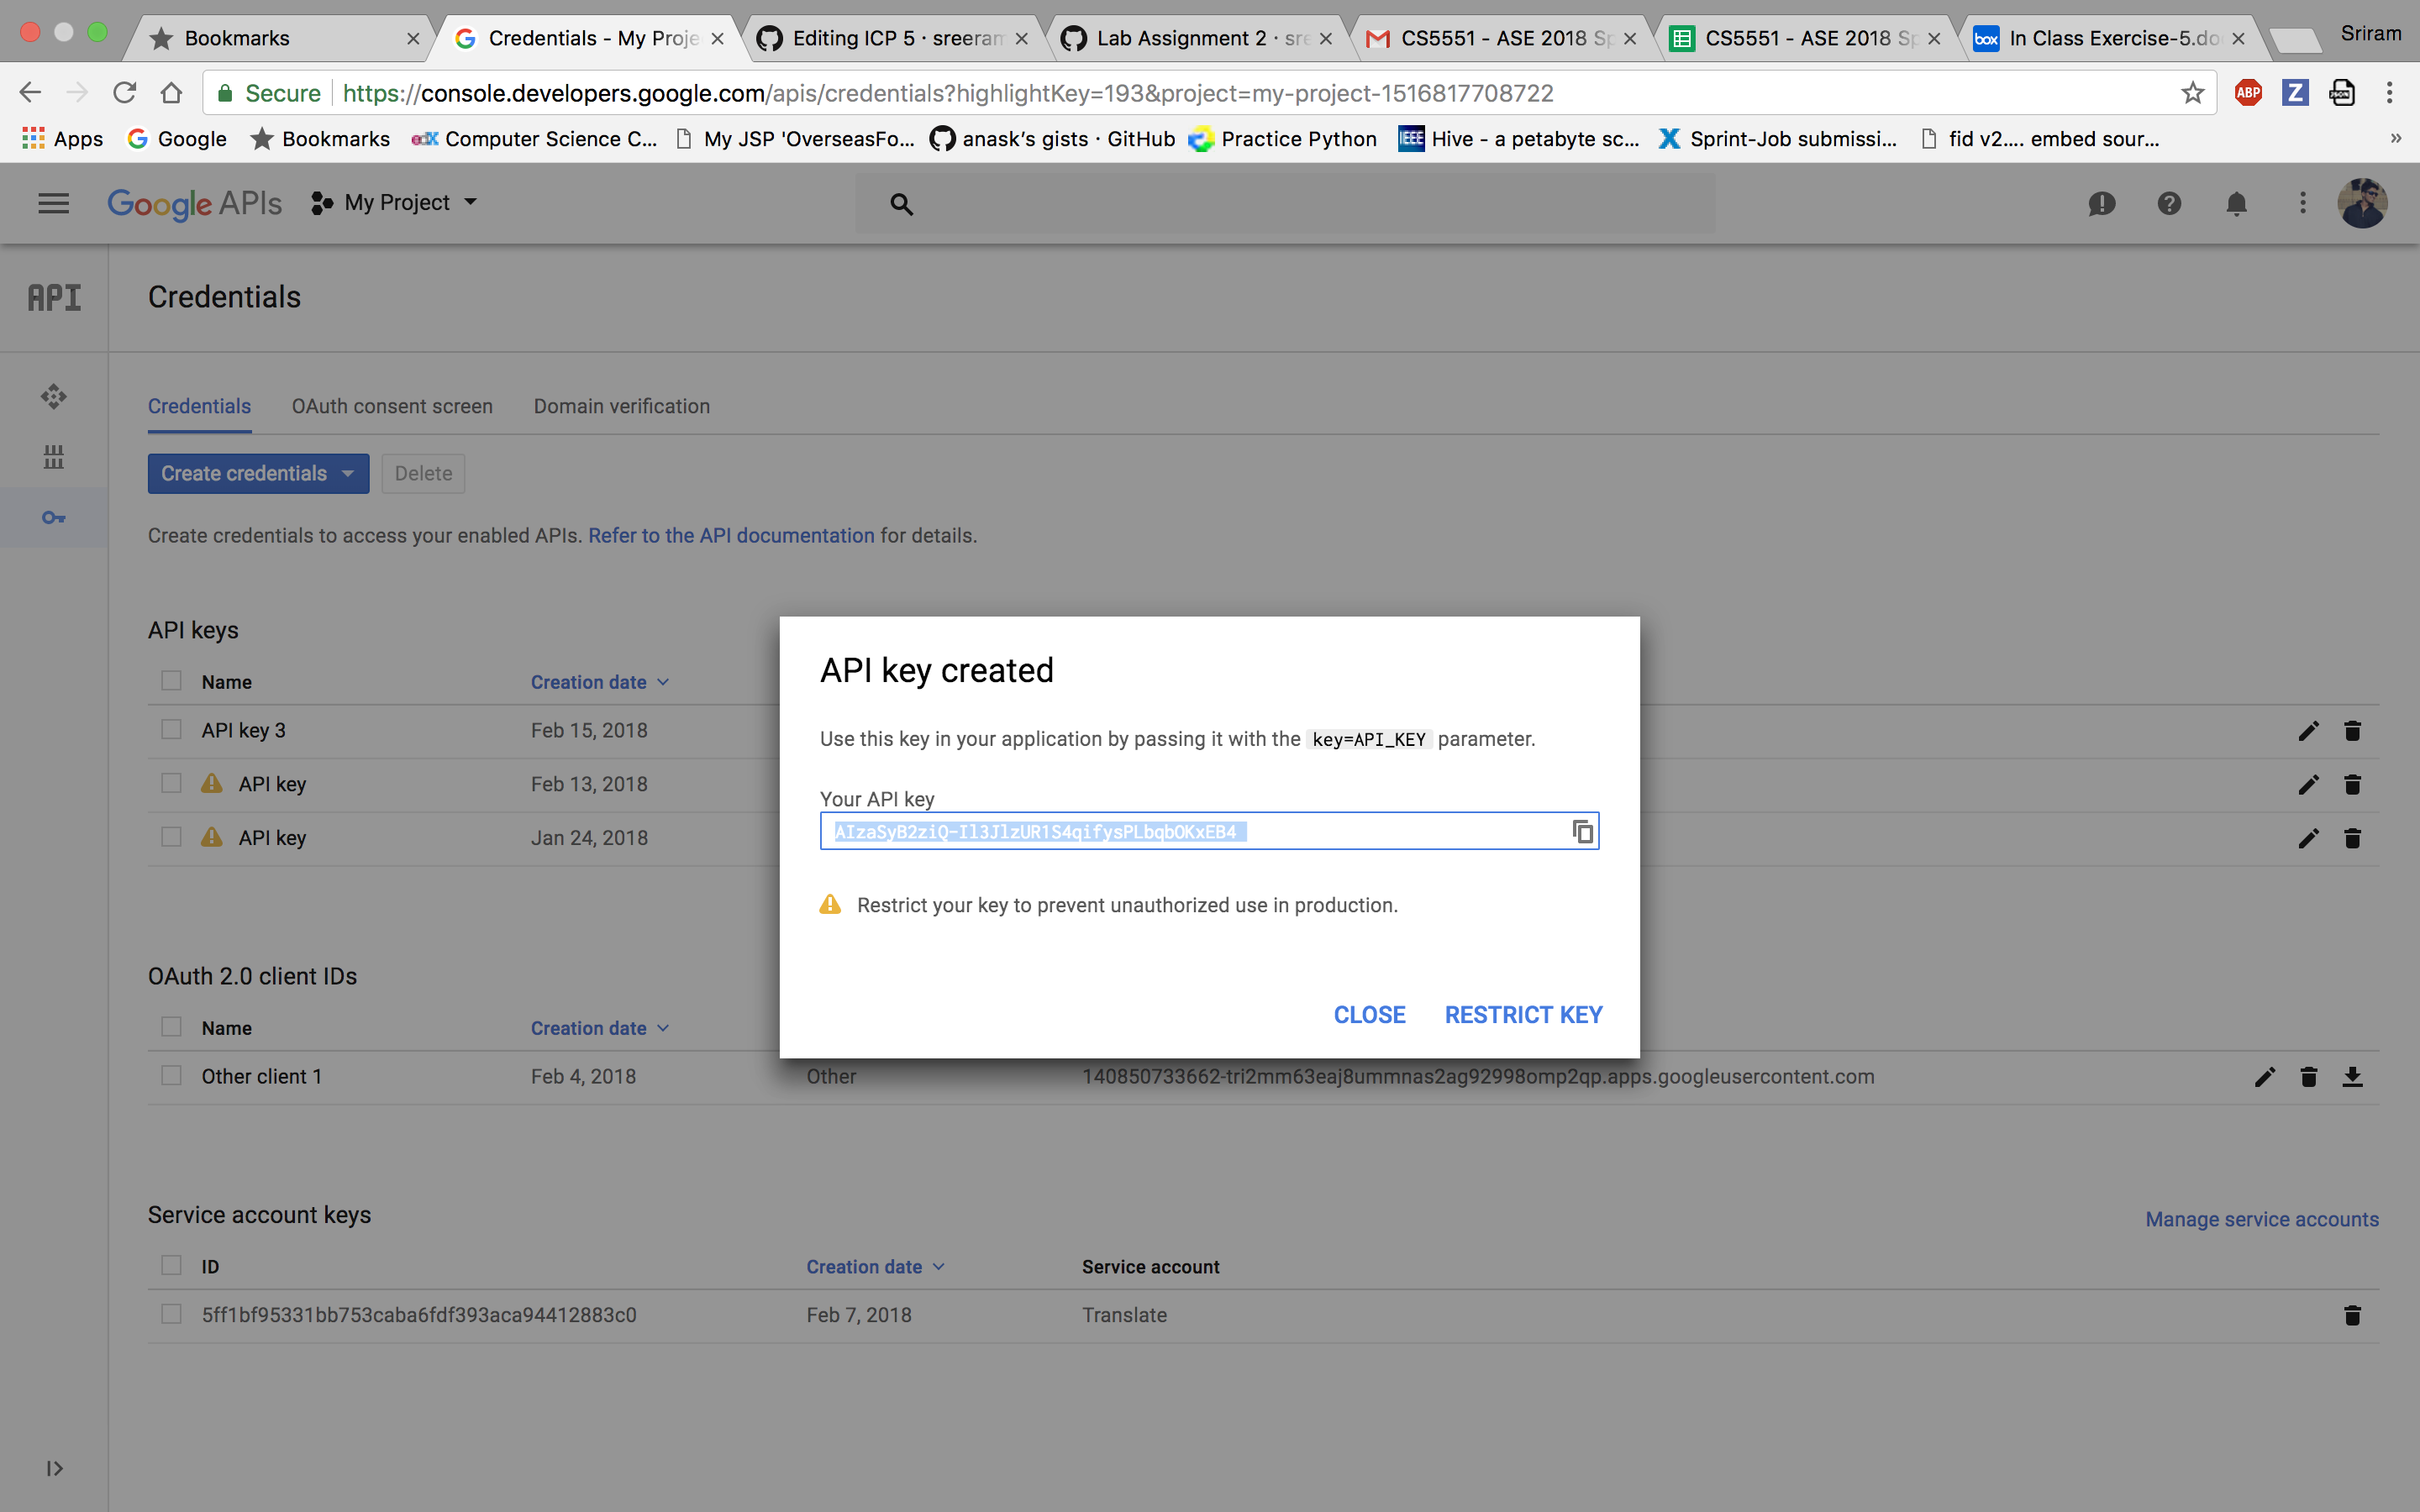 Bookmarks
Credentials - My Proje
Editing ICP 5 · sreeram
Lab Assignment 2 · sre
CS5551 - ASE 2018 Sp
CS5551 - ASE 2018 Sp
box In Class Exercise-5.do
Sriram
Secure https://console.developers.google.com/apis/credentials?highlightKey=193&project=my-project-1516817708722
ABP Z JSON
Apps Google Bookmarks edX Computer Science C... My JSP 'OverseasFo... anask's gists · GitHub Practice Python IEEE Hive - a petabyte sc... Sprint-Job submissi... fid v2.... embed sour... »
Google APIs My Project
API Credentials
Credentials OAuth consent screen Domain verification
Create credentials Delete
Create credentials to access your enabled APIs. Refer to the API documentation for details.
API keys
Name Creation date
API key 3 Feb 15, 2018
API key Feb 13, 2018
API key Jan 24, 2018
API key created
Use this key in your application by passing it with the key=API_KEY parameter.
Your API key
AIzaSyB2ziQ-Il3JlzUR1S4qifysPLbqbOKxEB4
Restrict your key to prevent unauthorized use in production.
CLOSE RESTRICT KEY
OAuth 2.0 client IDs
Name Creation date
Other client 1 Feb 4, 2018 Other 140850733662-tri2mm63eaj8ummnas2ag92998omp2qp.apps.googleusercontent.com
Service account keys
Manage service accounts
ID Creation date Service account
5ff1bf95331bb753caba6fdf393aca94412883c0 Feb 7, 2018 Translate